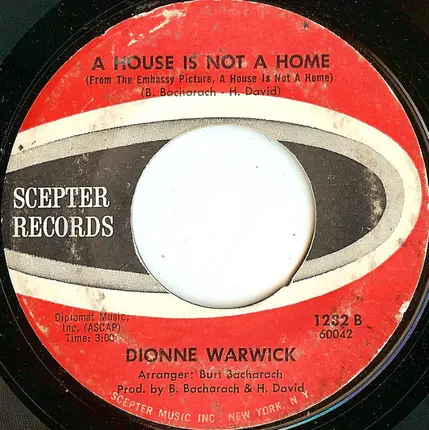 A HOUSE IS NOT A HOME
(From The Embassy Picture, A House Is Not A Home)
(B. Bacharach - H. David)
SCEPTER
RECORDS
Diplomat Music,
Inc. (ASCAP)
Time: 3:00
1282 B
60042
DIONNE WARWICK
Arranger: Burt Bacharach
Prod. by B. Bacharach & H. David
SCEPTER MUSIC INC. NEW YORK, N.Y.